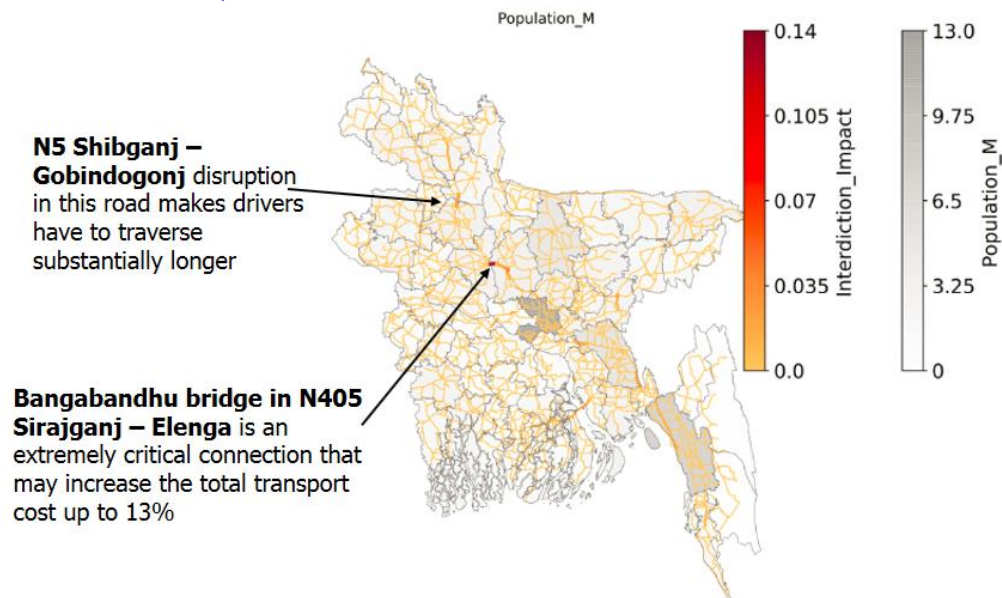 Population_M
N5 Shibganj –
Gobindogonj disruption
in this road makes drivers
have to traverse
substantially longer
Bangabandhu bridge in N405
Sirajganj – Elenga is an
extremely critical connection that
may increase the total transport
cost up to 13%
0.14
0.105
0.07
0.035
0.0
Interdiction_Impact
13.0
9.75
6.5
3.25
0
Population_M